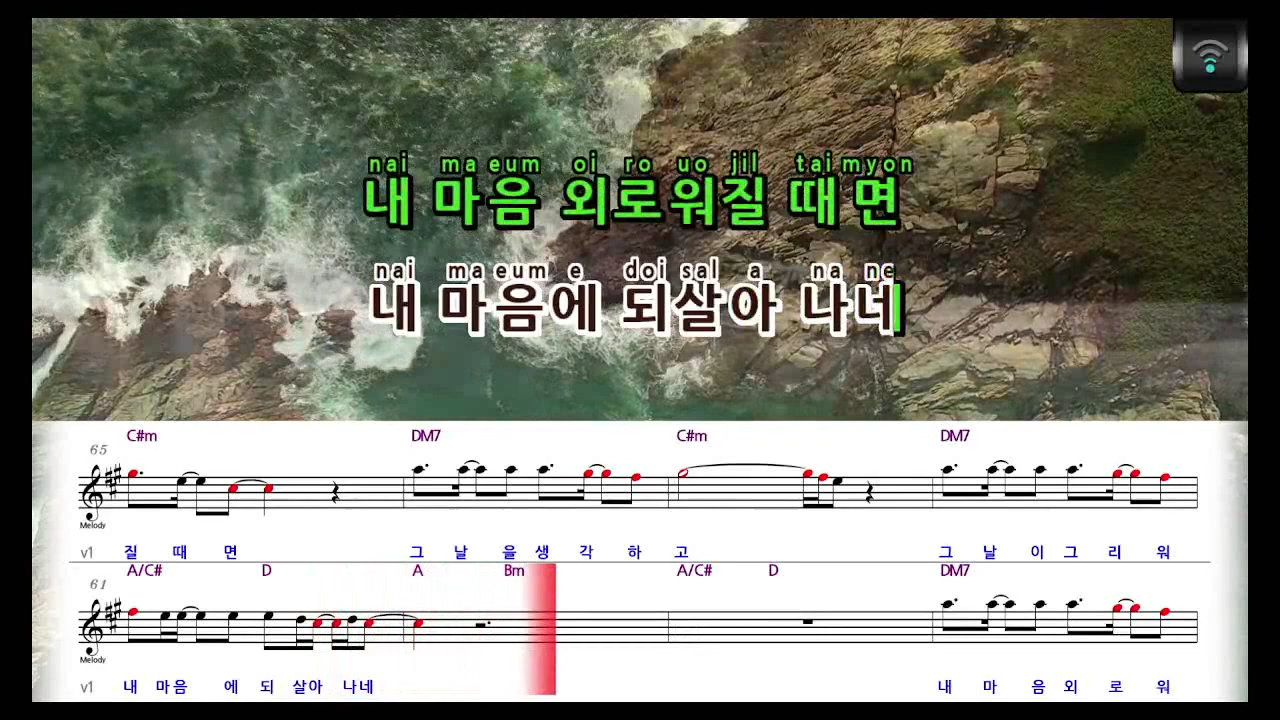 nai ma eum oi ro uo jil tai myon
내 마음 외로워질 때면
nai ma eum e doi sal a na ne
내 마음에 되살아 나네
C#m DM7 C#m DM7
65
Melody
v1 질 때 면 그 날 을 생 각 하 고 그 날 이 그 리 워
A/C# D A Bm A/C# D DM7
61
Melody
v1 내 마음 에 되 살아 나네 내 마 음 외 로 워